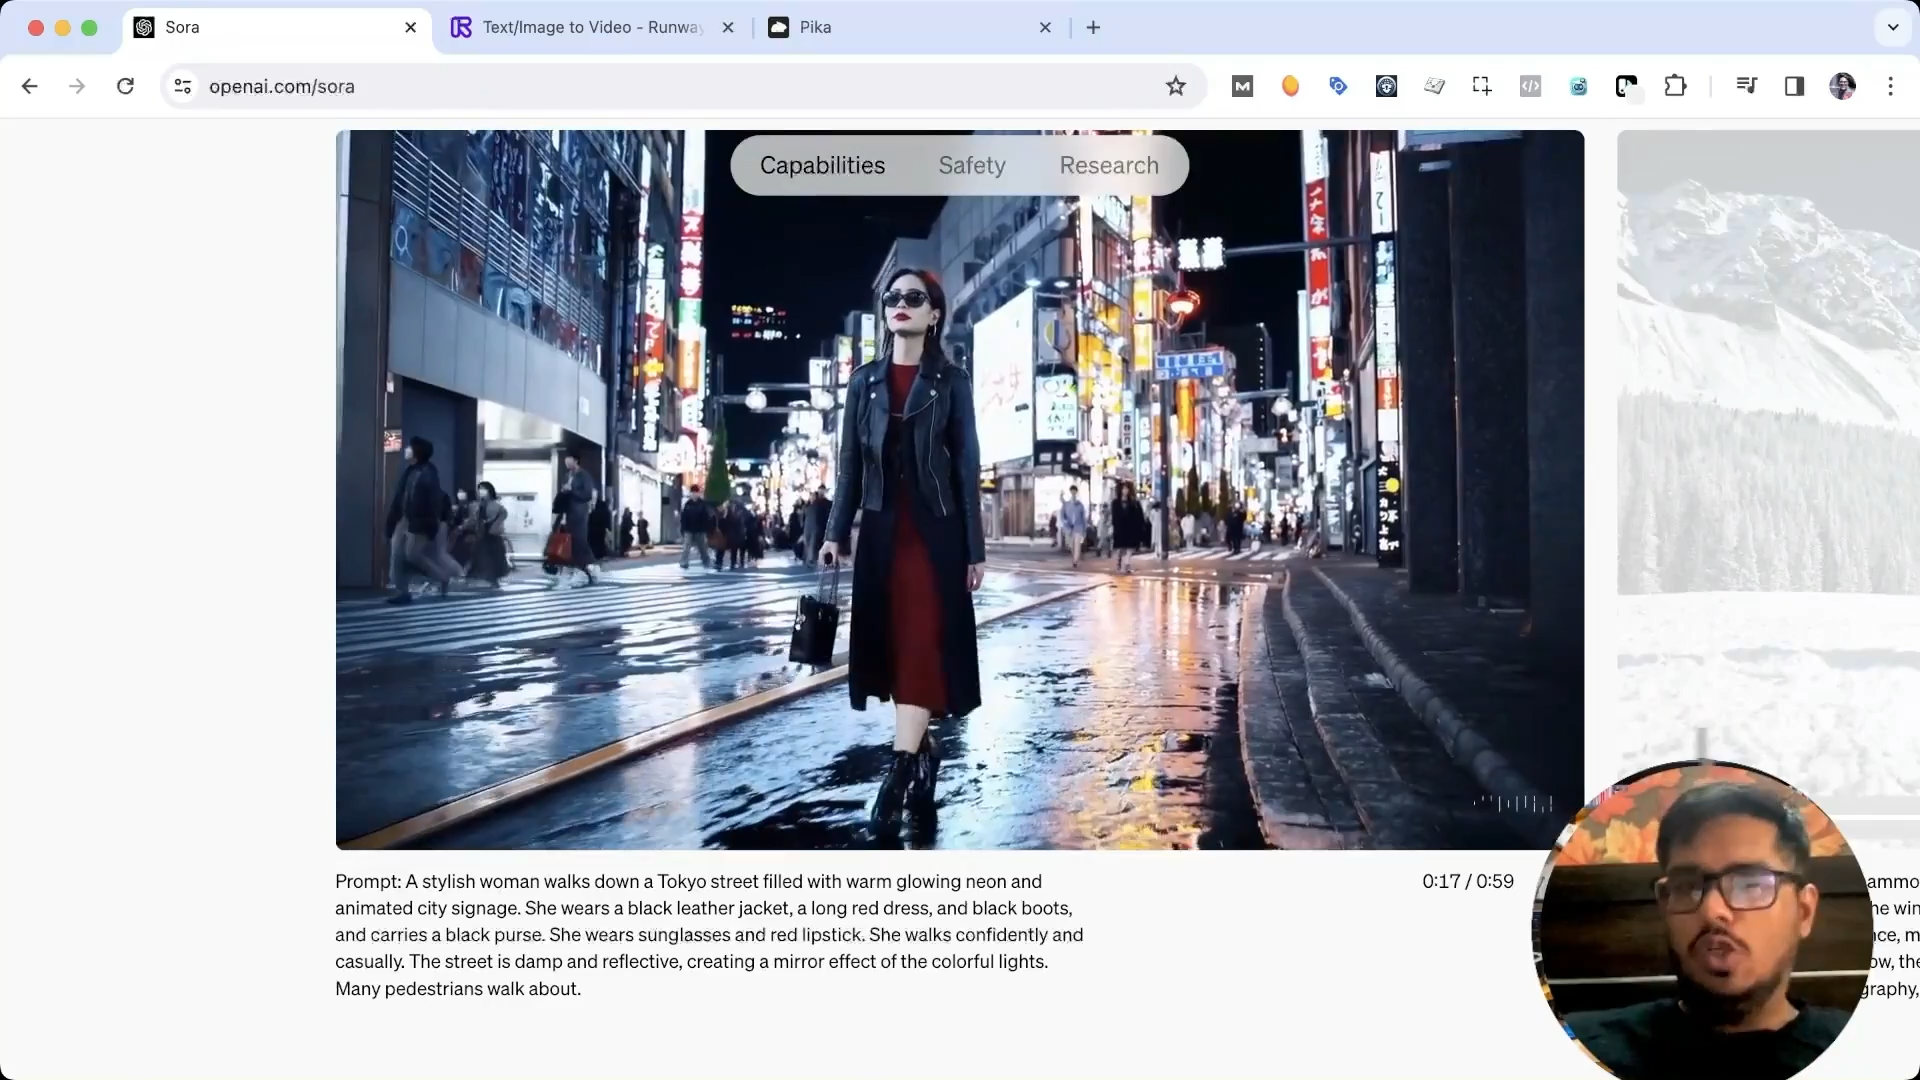 Sora
Text/Image to Video - Runway
Pika
openai.com/sora
Capabilities
Safety
Research
Prompt: A stylish woman walks down a Tokyo street filled with warm glowing neon and
animated city signage. She wears a black leather jacket, a long red dress, and black boots,
and carries a black purse. She wears sunglasses and red lipstick. She walks confidently and
casually. The street is damp and reflective, creating a mirror effect of the colorful lights.
Many pedestrians walk about.
0:17 / 0:59